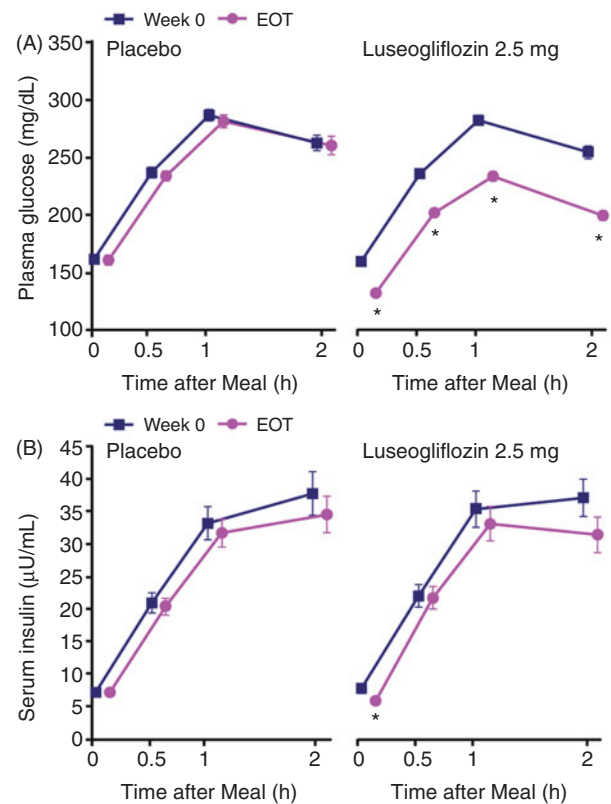 Week 0 EOT
(A) Placebo Luseogliflozin 2.5 mg
Plasma glucose (mg/dL)
350
300
250
200
150
100
0 0.5 1 2 0 0.5 1 2
Time after Meal (h) Time after Meal (h)
* * * *
Week 0 EOT
(B) Placebo Luseogliflozin 2.5 mg
Serum insulin (μU/mL)
45
40
35
30
25
20
15
10
5
0
*
0 0.5 1 2 0 0.5 1 2
Time after Meal (h) Time after Meal (h)